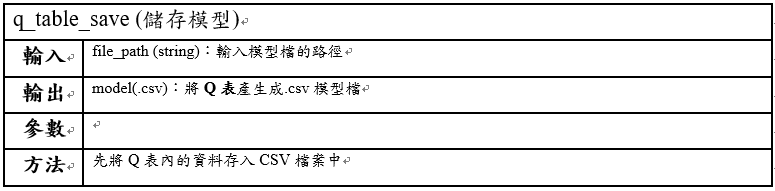 q_table_save (儲存模型)
輸入 file_path (string)：輸入模型檔的路徑
輸出 model(.csv)：將 Q 表產生成.csv 模型檔
參數
方法 先將 Q 表內的資料存入 CSV 檔案中